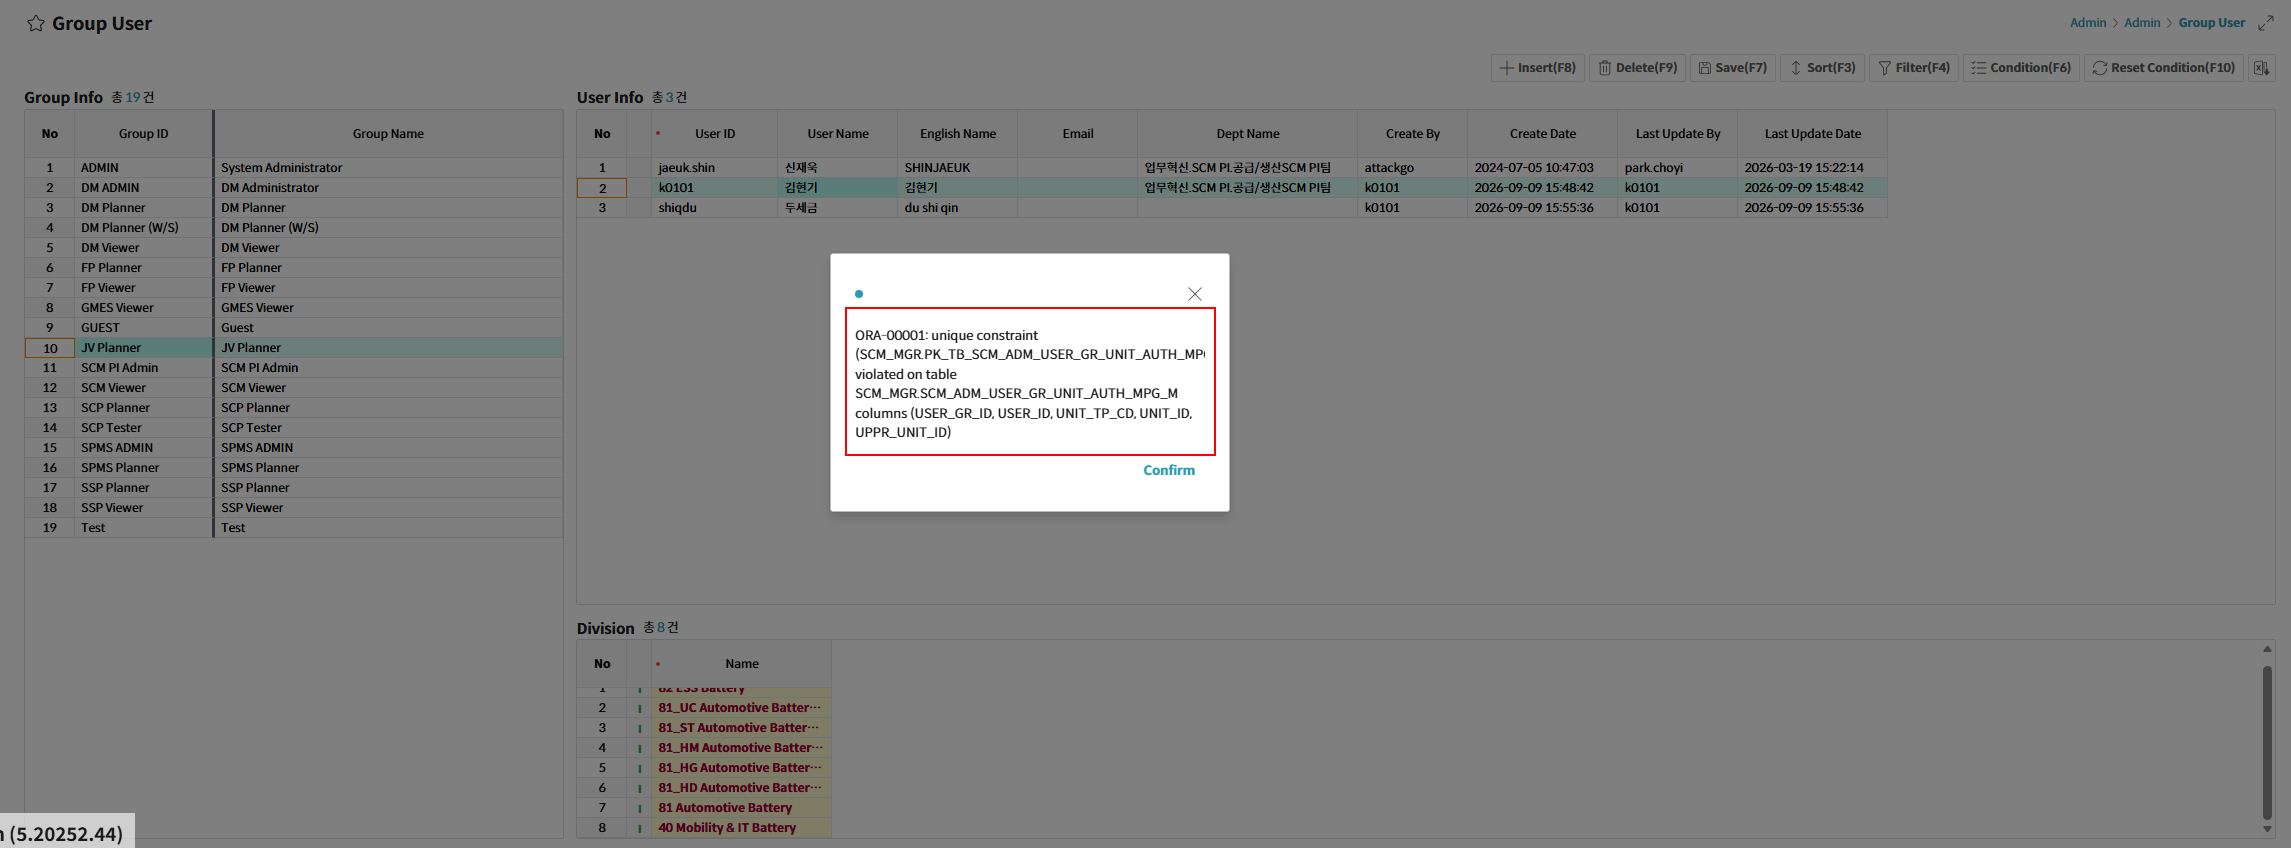 Group User
Admin > Admin > Group User
Insert(F8) Delete(F9) Save(F7) Sort(F3) Filter(F4) Condition(F6) Reset Condition(F10)
Group Info 총 19 건
No Group ID Group Name
1 ADMIN System Administrator
2 DM ADMIN DM Administrator
3 DM Planner DM Planner
4 DM Planner (W/S) DM Planner (W/S)
5 DM Viewer DM Viewer
6 FP Planner FP Planner
7 FP Viewer FP Viewer
8 GMES Viewer GMES Viewer
9 GUEST Guest
10 JV Planner JV Planner
11 SCM PI Admin SCM PI Admin
12 SCM Viewer SCM Viewer
13 SCP Planner SCP Planner
14 SCP Tester SCP Tester
15 SPMS ADMIN SPMS ADMIN
16 SPMS Planner SPMS Planner
17 SSP Planner SSP Planner
18 SSP Viewer SSP Viewer
19 Test Test
User Info 총 3 건
No User ID User Name English Name Email Dept Name Create By Create Date Last Update By Last Update Date
1 jaeuk.shin 신재욱 SHINJAEUK 업무혁신.SCM PI.공급/생산SCM PI팀 attackgo 2024-07-05 10:47:03 park.choyi 2026-03-19 15:22:14
2 k0101 김현기 김현기 업무혁신.SCM PI.공급/생산SCM PI팀 k0101 2026-09-09 15:48:42 k0101 2026-09-09 15:48:42
3 shiqdu 두세금 du shi qin k0101 2026-09-09 15:55:36 k0101 2026-09-09 15:55:36
ORA-00001: unique constraint
(SCM_MGR.PK_TB_SCM_ADM_USER_GR_UNIT_AUTH_MP
violated on table
SCM_MGR.SCM_ADM_USER_GR_UNIT_AUTH_MPG_M
columns (USER_GR_ID, USER_ID, UNIT_TP_CD, UNIT_ID,
UPPR_UNIT_ID)
Confirm
Division 총 8 건
No Name
1 82 ESS Battery
2 81_UC Automotive Batter···
3 81_ST Automotive Batter···
4 81_HM Automotive Batter···
5 81_HG Automotive Batter···
6 81_HD Automotive Batter···
7 81 Automotive Battery
8 40 Mobility & IT Battery
(5.20252.44)